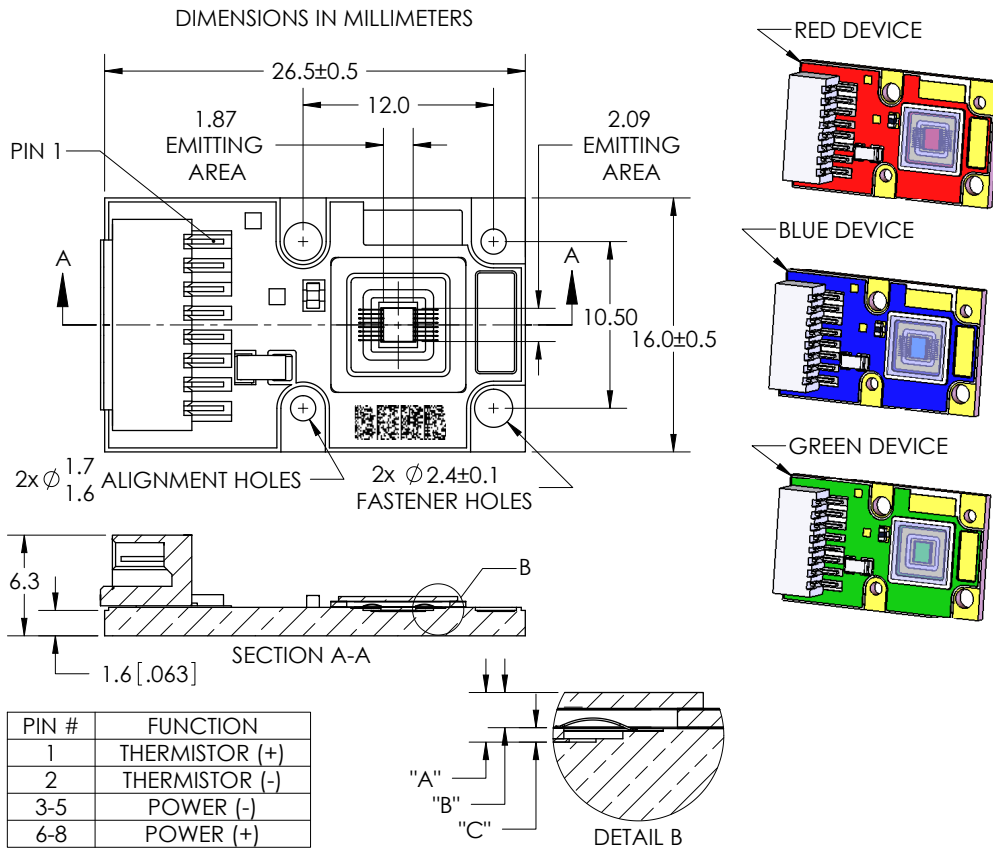 DIMENSIONS IN MILLIMETERS
26.5±0.5
12.0
1.87
EMITTING
AREA
2.09
EMITTING
AREA
PIN 1
A
A
10.50
16.0±0.5
2x ⌀ 1.7
1.6 ALIGNMENT HOLES
2x ⌀ 2.4±0.1
FASTENER HOLES
RED DEVICE
BLUE DEVICE
GREEN DEVICE
6.3
B
SECTION A-A
1.6 [.063]
PIN # FUNCTION
1 THERMISTOR (+)
2 THERMISTOR (-)
3-5 POWER (-)
6-8 POWER (+)
"A"
"B"
"C"
DETAIL B